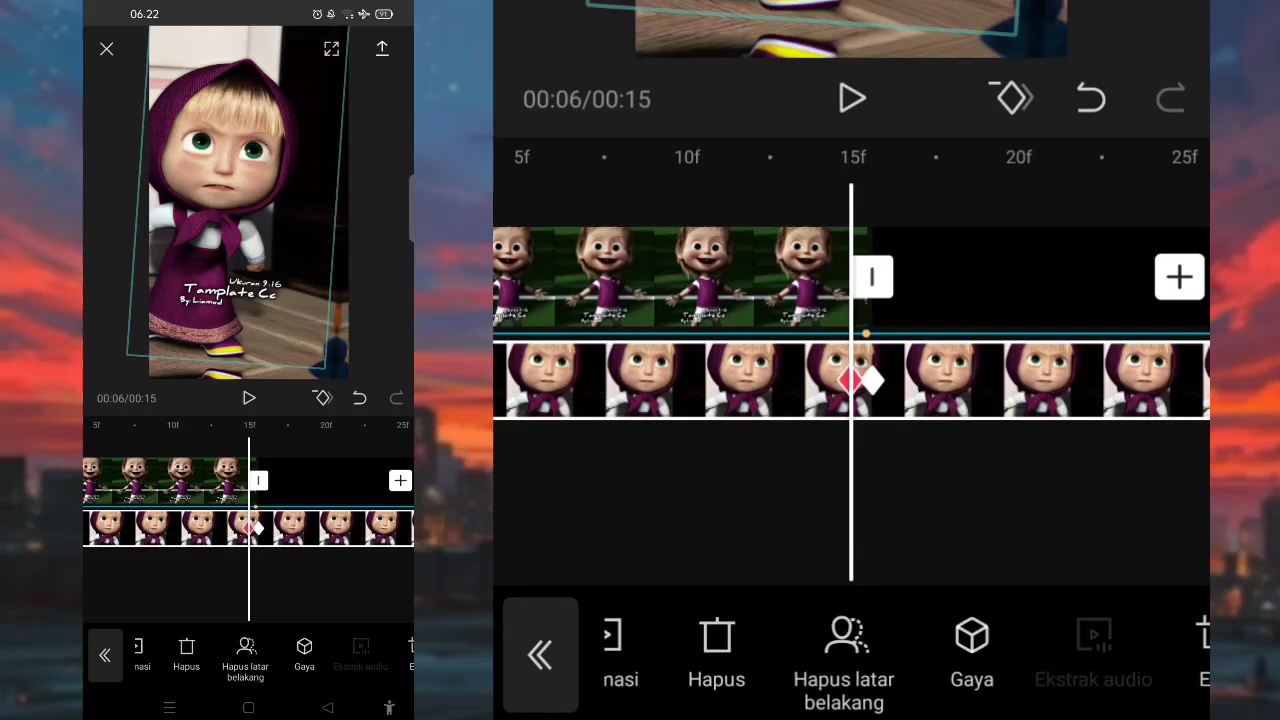 06.22
91
Ukuran 9:16
Tamplate Cc
By. Liamxd
00:06/00:15
5f
10f
15f
20f
25f
nasi
Hapus
Hapus latar
belakang
Gaya
Ekstrak audio
E
00:06/00:15
5f
10f
15f
20f
25f
nasi
Hapus
Hapus latar
belakang
Gaya
Ekstrak audio
E